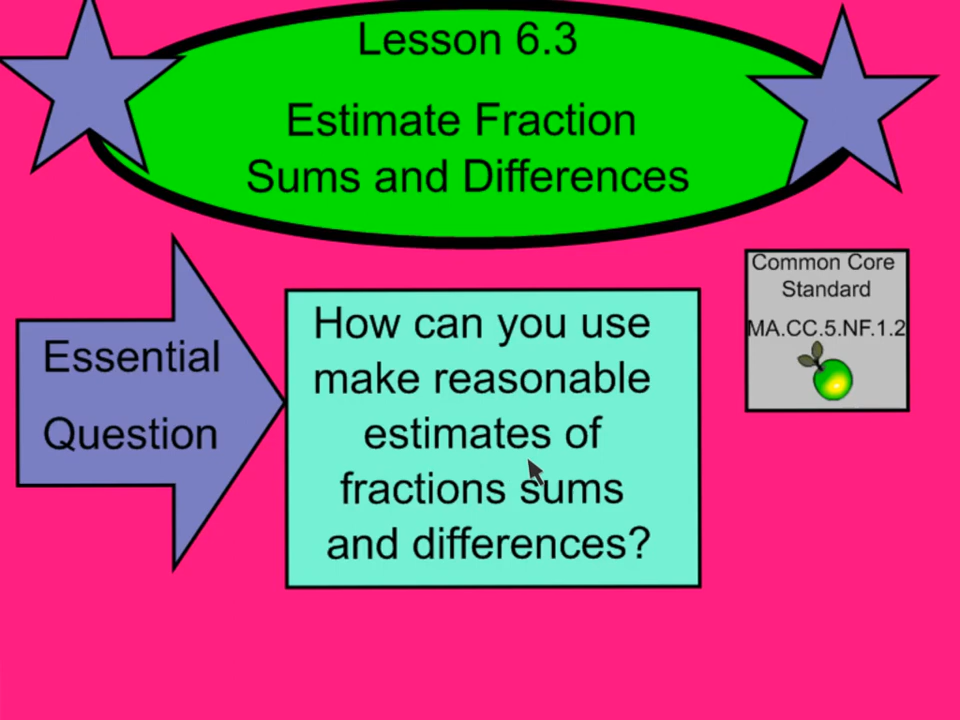 Lesson 6.3
Estimate Fraction
Sums and Differences
Common Core
Standard
MA.CC.5.NF.1.2
Essential
Question
How can you use
make reasonable
estimates of
fractions sums
and differences?